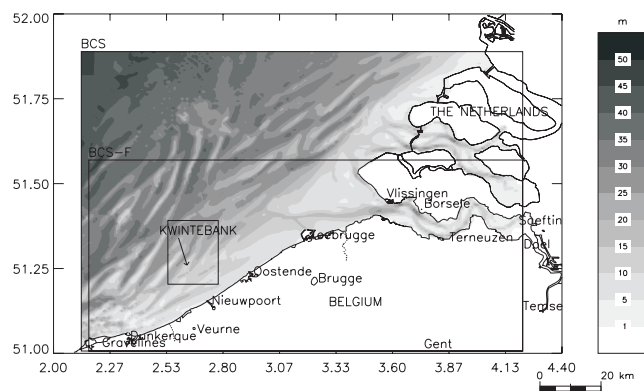 52.00
m
BCS
50
45
51.75
40
THE NETHERLANDS
35
30
BCS-F
25
51.50
Vlissingen
Borsele
20
Saeftin
KWINTEBANK
Zeebrugge
Terneuzen
Doel
15
51.25
Oostende
Brugge
10
Nieuwpoort
BELGIUM
Temse
5
Veurne
Dunkerque
1
Gravelines
Gent
51.00
2.00
2.27
2.53
2.80
3.07
3.33
3.60
3.87
4.13
4.40
0
20 km